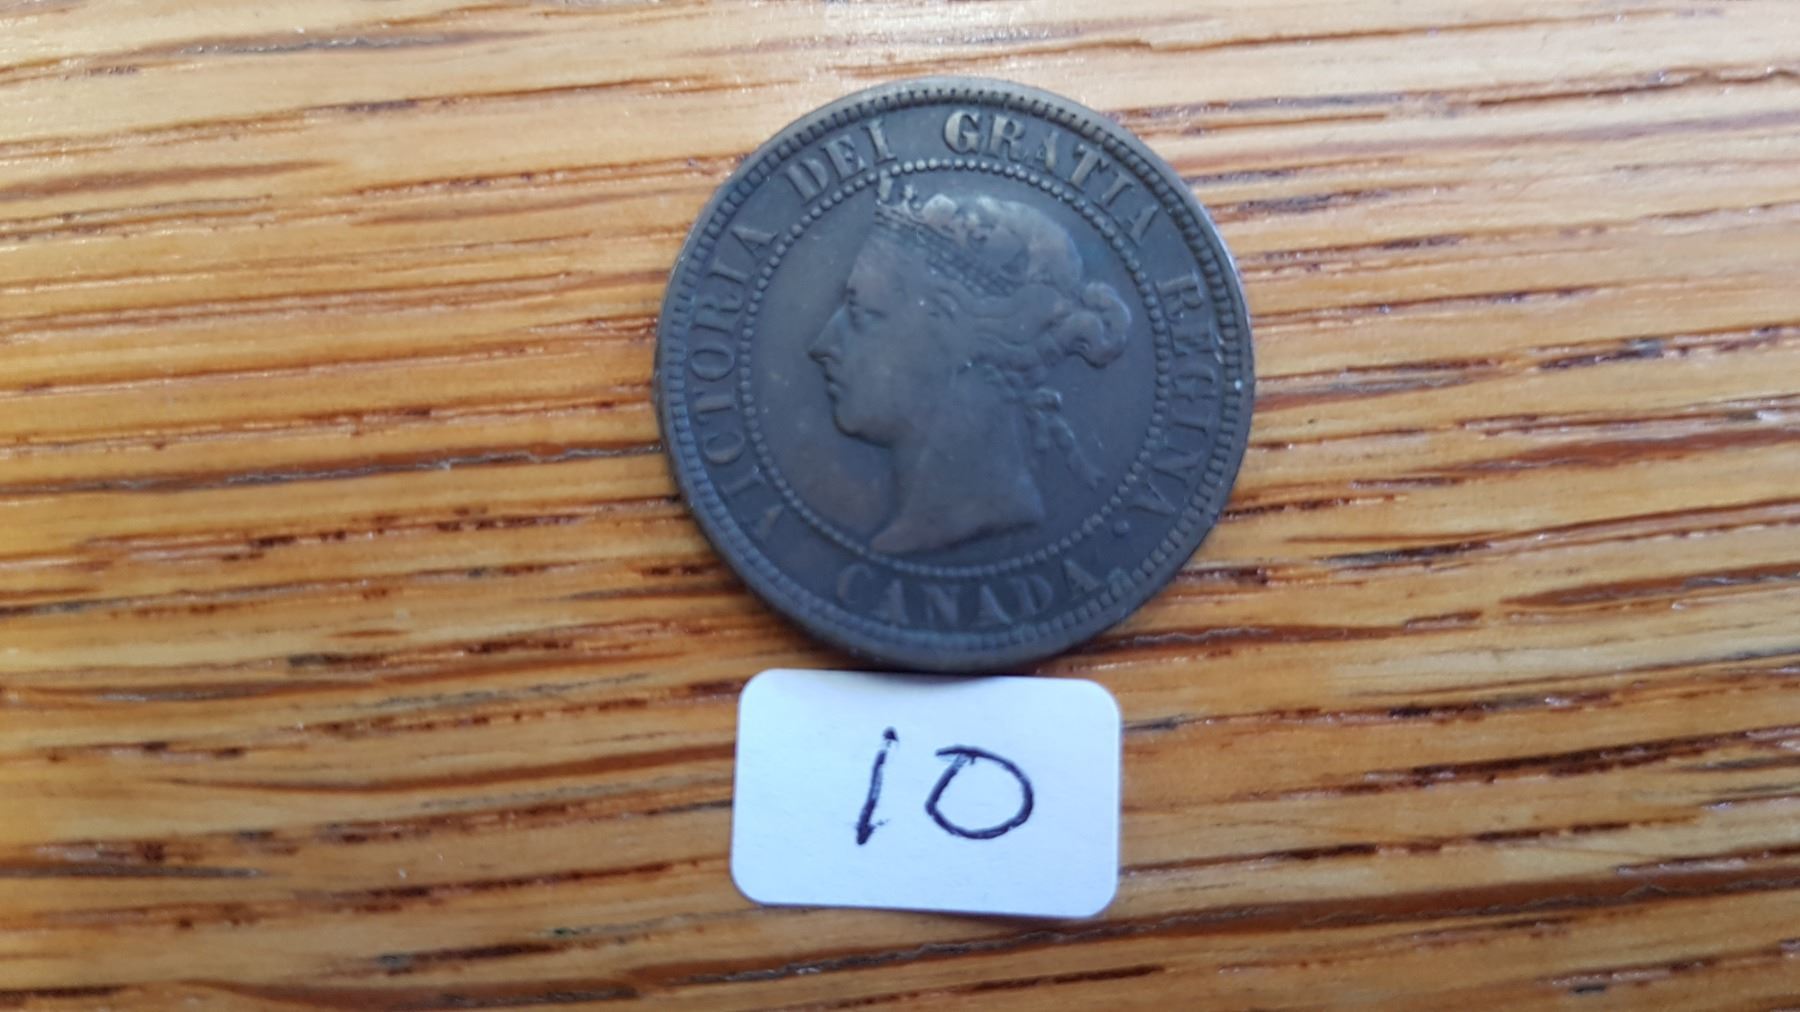 VICTORIA DEI GRATIA REGINA.
CANADA
10